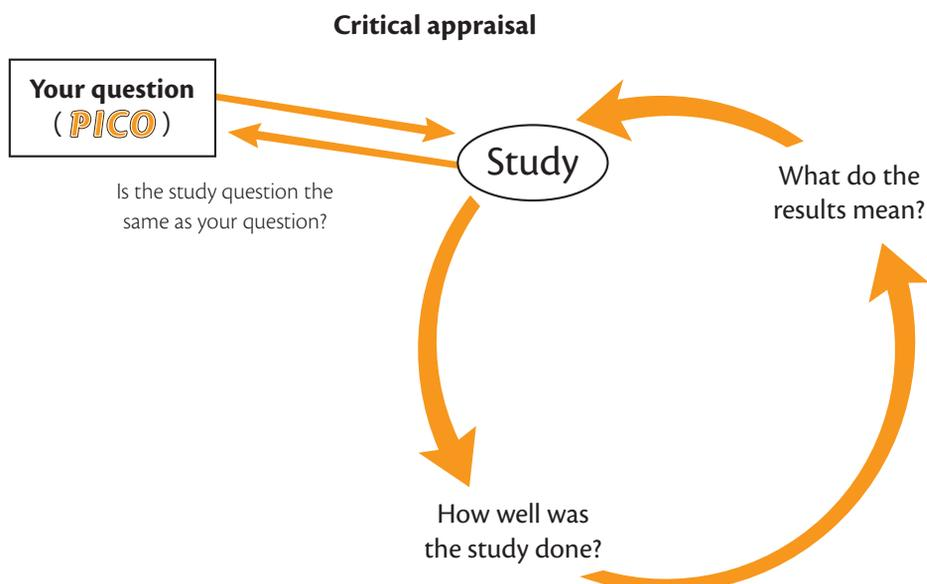 Critical appraisal
Your question
( PICO )
Is the study question the
same as your question?
Study
What do the
results mean?
How well was
the study done?